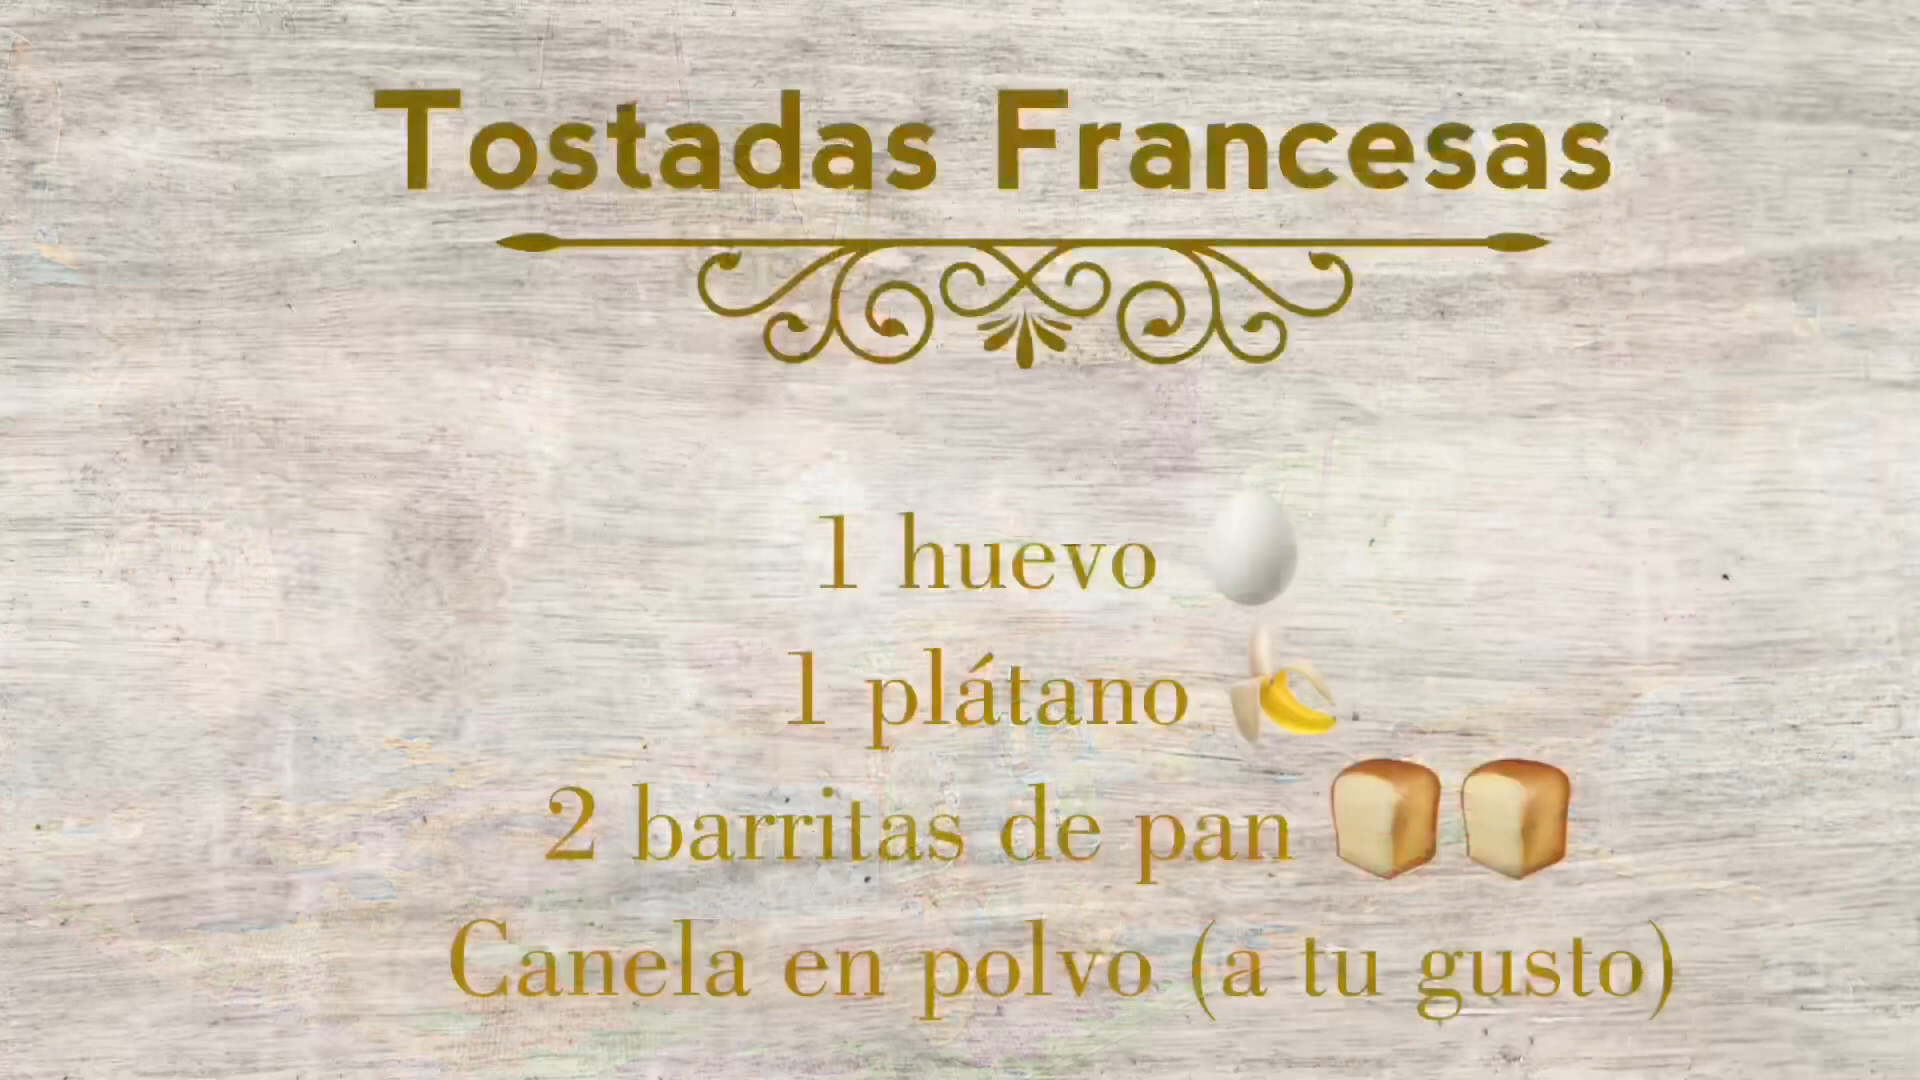 Tostadas Francesas
1 huevo
1 plátano
2 barritas de pan
Canela en polvo (a tu gusto)